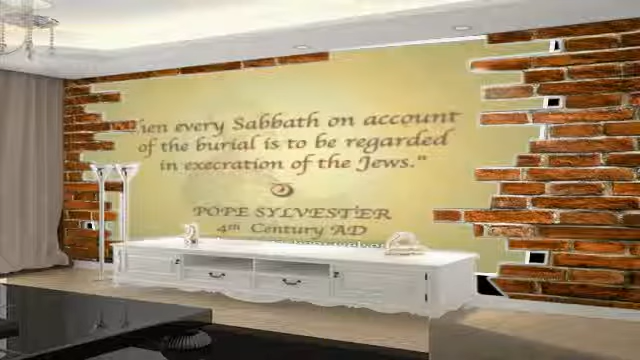 every Sabbath on account
of the burial is to be regarded
in execration of the Jews."
POPE SYLVESTER
4th Century AD